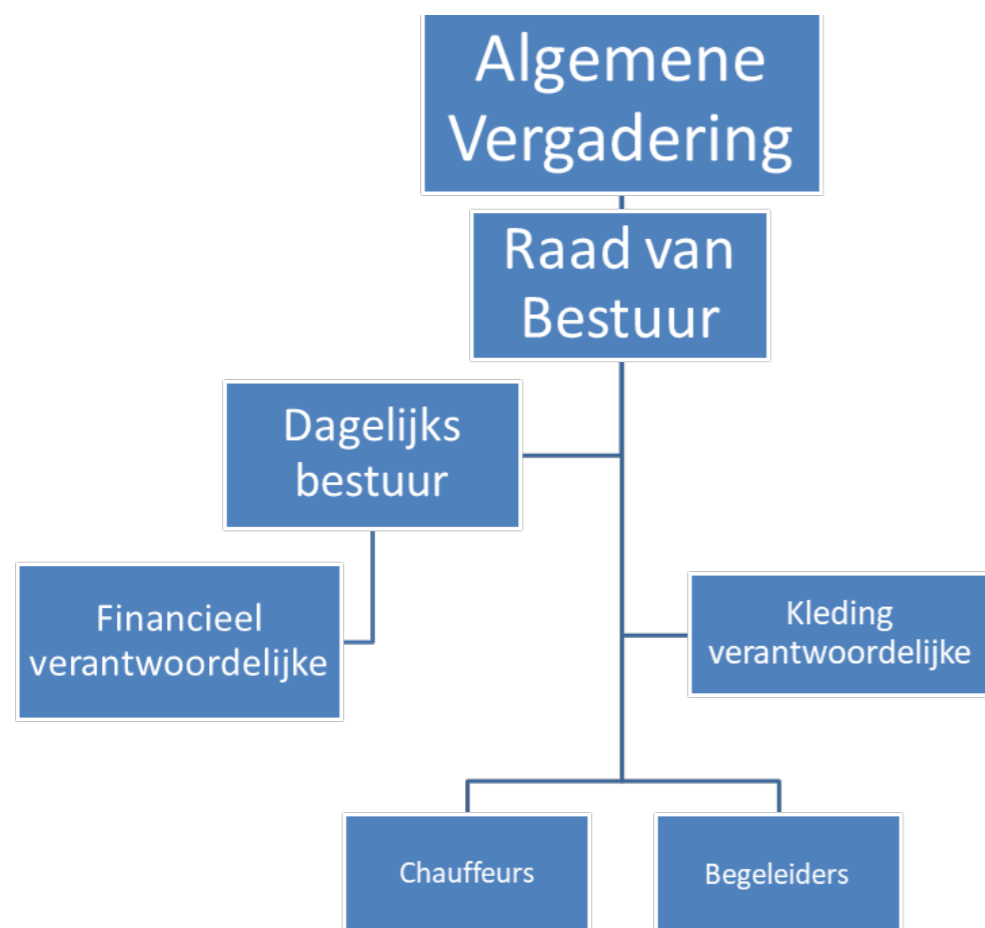 Algemene
Vergadering
Raad van
Bestuur
Dagelijks
bestuur
Financieel
verantwoordelijke
Kleding
verantwoordelijke
Chauffeurs
Begeleiders